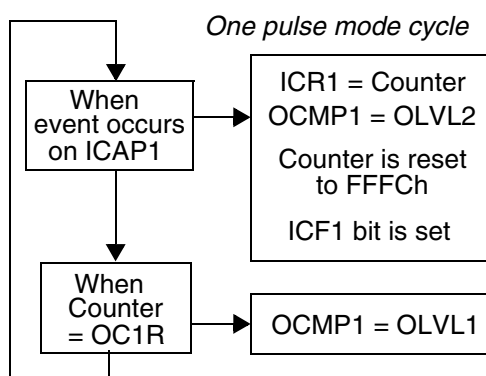 One pulse mode cycle
When
event occurs
on ICAP1
ICR1 = Counter
OCMP1 = OLVL2
Counter is reset
to FFFCh
ICF1 bit is set
When
Counter
= OC1R
OCMP1 = OLVL1